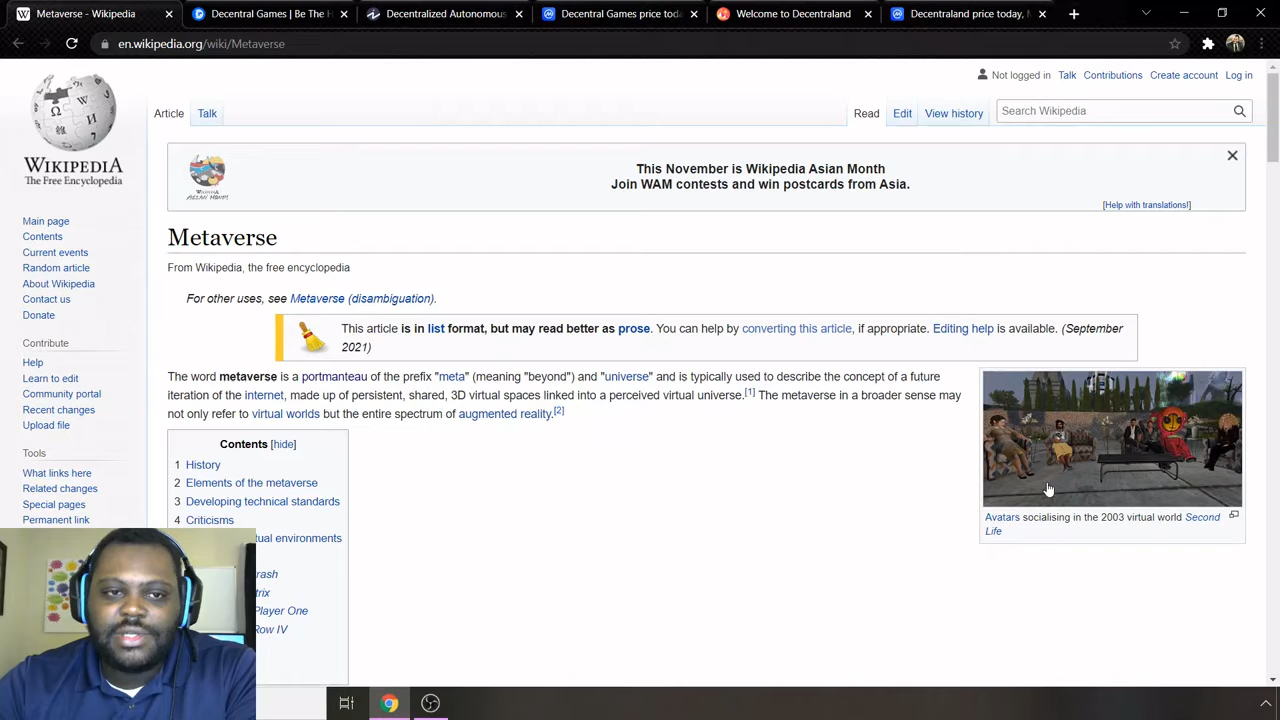 Metaverse - Wikipedia
Decentral Games | Be The H
Decentralized Autonomous
Decentral Games price today
Welcome to Decentraland
Decentraland price today,
en.wikipedia.org/wiki/Metaverse
Not logged in Talk Contributions Create account Log in
Article Talk Read Edit View history Search Wikipedia
WIKIPEDIA
The Free Encyclopedia
This November is Wikipedia Asian Month
Join WAM contests and win postcards from Asia.
[Help with translations!]
WIKIPEDIA
ASIAN MONTH
Main page
Contents
Current events
Random article
About Wikipedia
Contact us
Donate
Contribute
Help
Learn to edit
Community portal
Recent changes
Upload file
Tools
What links here
Related changes
Special pages
Permanent link
Metaverse
From Wikipedia, the free encyclopedia
For other uses, see Metaverse (disambiguation).
This article is in list format, but may read better as prose. You can help by converting this article, if appropriate. Editing help is available. (September
2021)
The word metaverse is a portmanteau of the prefix "meta" (meaning "beyond") and "universe" and is typically used to describe the concept of a future
iteration of the internet, made up of persistent, shared, 3D virtual spaces linked into a perceived virtual universe.[1] The metaverse in a broader sense may
not only refer to virtual worlds but the entire spectrum of augmented reality.[2]
Contents [hide]
1 History
2 Elements of the metaverse
3 Developing technical standards
4 Criticisms
tual environments
rash
trix
Player One
Row IV
Avatars socialising in the 2003 virtual world Second
Life